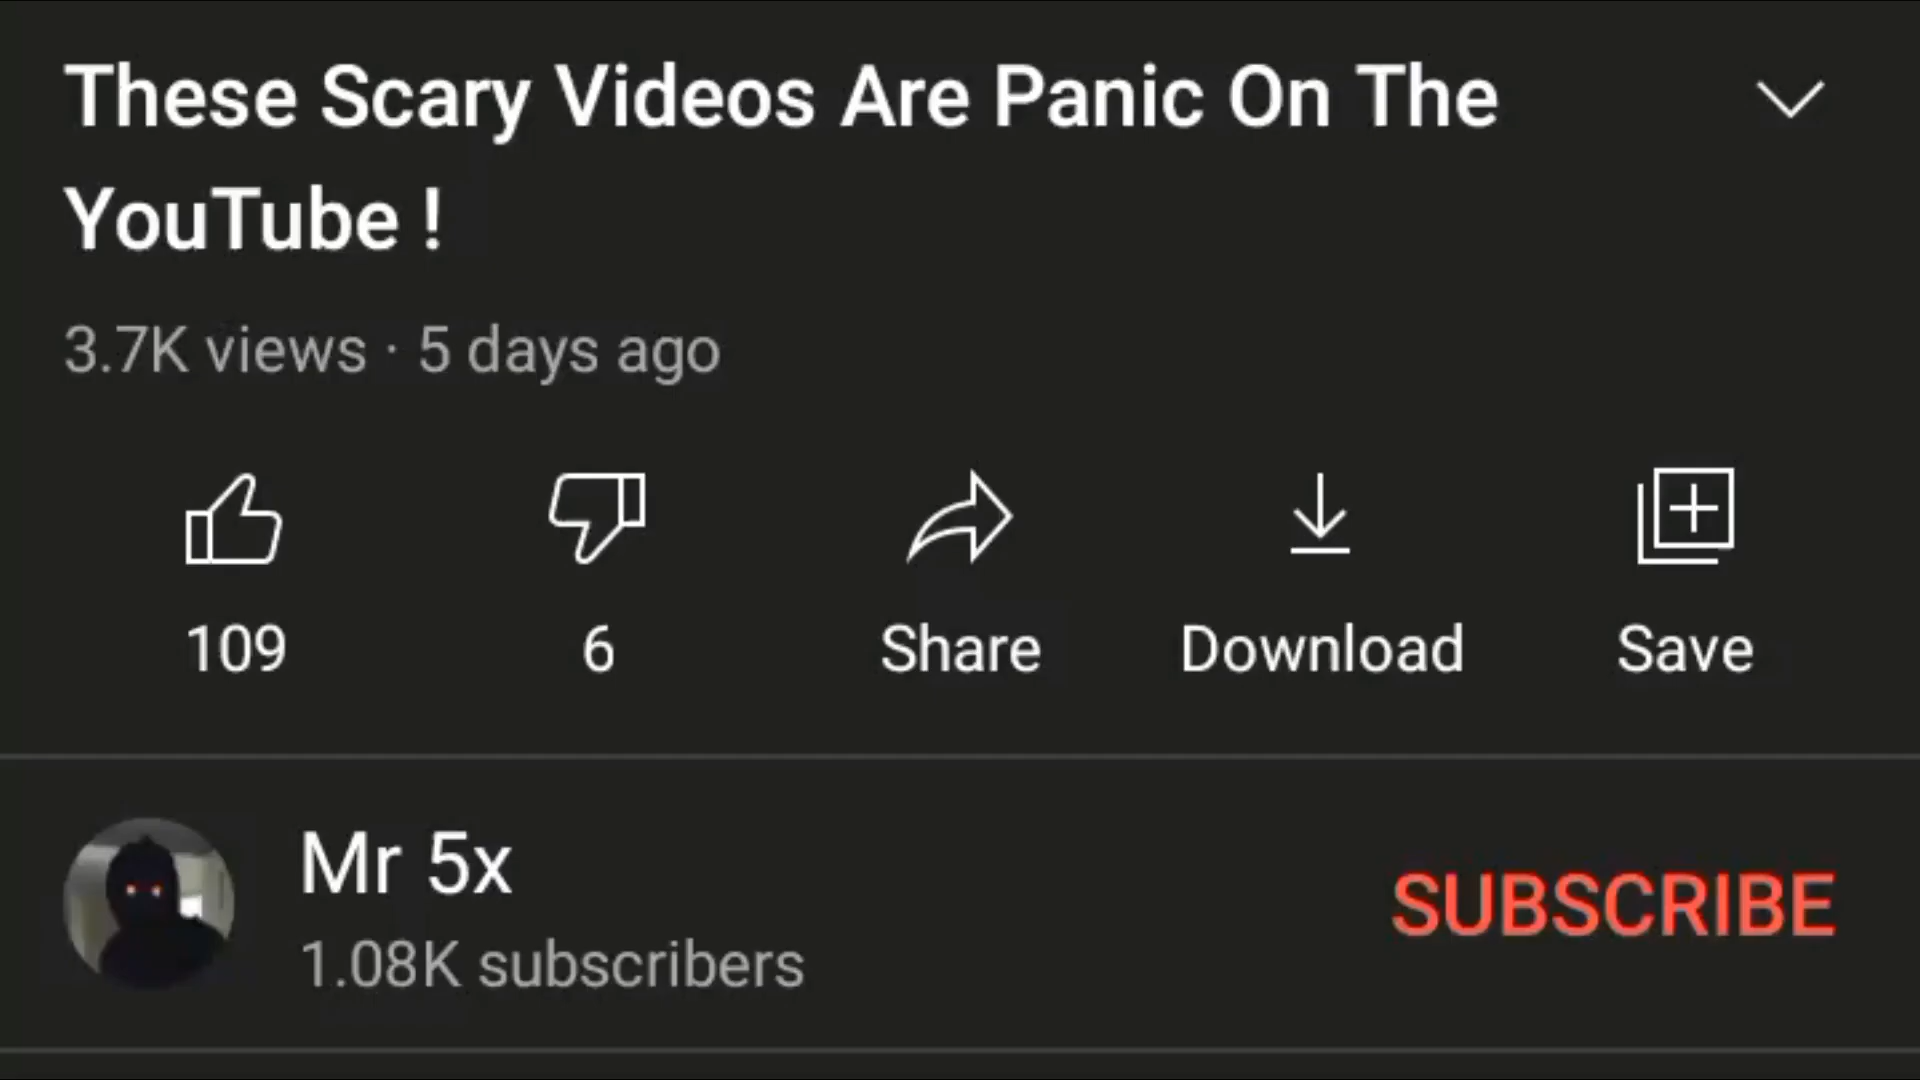 These Scary Videos Are Panic On The
YouTube !
3.7K views · 5 days ago
109
6
Share
Download
Save
Mr 5x
1.08K subscribers
SUBSCRIBE